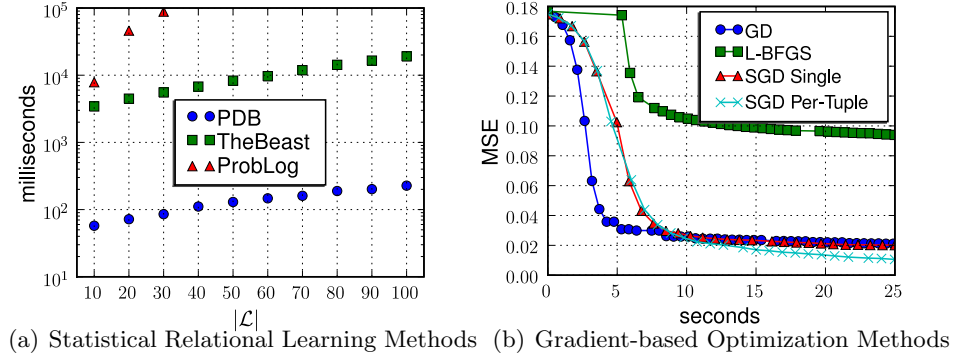 10^5
10^4
10^3
10^2
10^1
milliseconds
PDB
TheBeast
ProbLog
10 20 30 40 50 60 70 80 90 100
|ℒ|
(a) Statistical Relational Learning Methods
0.18
0.16
0.14
0.12
0.10
0.08
0.06
0.04
0.02
0.00
MSE
GD
L-BFGS
SGD Single
SGD Per-Tuple
0 5 10 15 20 25
seconds
(b) Gradient-based Optimization Methods